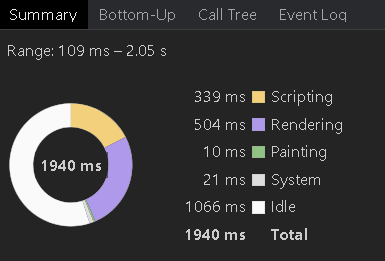 Summary Bottom-Up Call Tree Event Log
Range: 109 ms – 2.05 s
339 ms Scripting
504 ms Rendering
10 ms Painting
1940 ms
21 ms System
1066 ms Idle
1940 ms Total